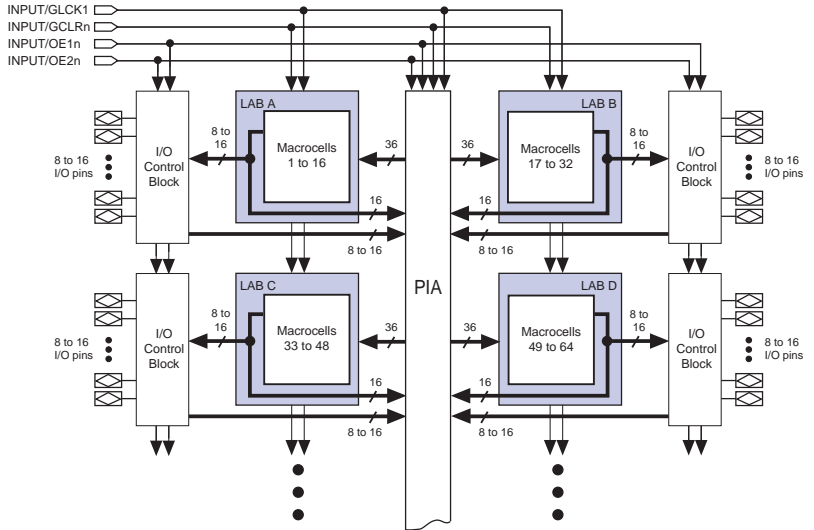 INPUT/GLCK1
INPUT/GCLRn
INPUT/OE1n
INPUT/OE2n
8 to 16
I/O pins
I/O
Control
Block
8 to
16
LAB A
Macrocells
1 to 16
36
16
8 to 16
PIA
36
16
8 to 16
LAB B
Macrocells
17 to 32
8 to
16
I/O
Control
Block
8 to 16
I/O pins
8 to 16
I/O pins
I/O
Control
Block
8 to
16
LAB C
Macrocells
33 to 48
36
16
8 to 16
36
16
8 to 16
LAB D
Macrocells
49 to 64
8 to
16
I/O
Control
Block
8 to 16
I/O pins